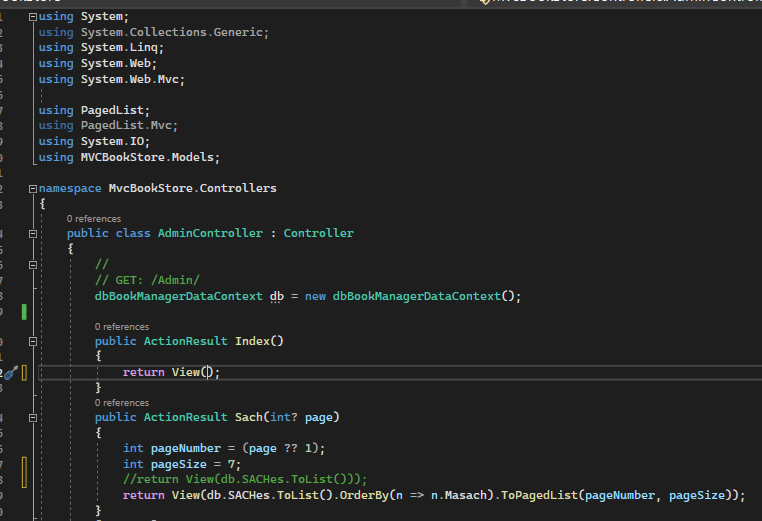 using System;
using System.Collections.Generic;
using System.Linq;
using System.Web;
using System.Web.Mvc;
using PagedList;
using PagedList.Mvc;
using System.IO;
using MVCBookStore.Models;
namespace MvcBookStore.Controllers
{
0 references
public class AdminController : Controller
{
//
// GET: /Admin/
dbBookManagerDataContext db = new dbBookManagerDataContext();
0 references
public ActionResult Index()
{
return View();
}
0 references
public ActionResult Sach(int? page)
{
int pageNumber = (page ?? 1);
int pageSize = 7;
//return View(db.SACHes.ToList()));
return View(db.SACHes.ToList().OrderBy(n => n.Masach).ToPagedList(pageNumber, pageSize));
}